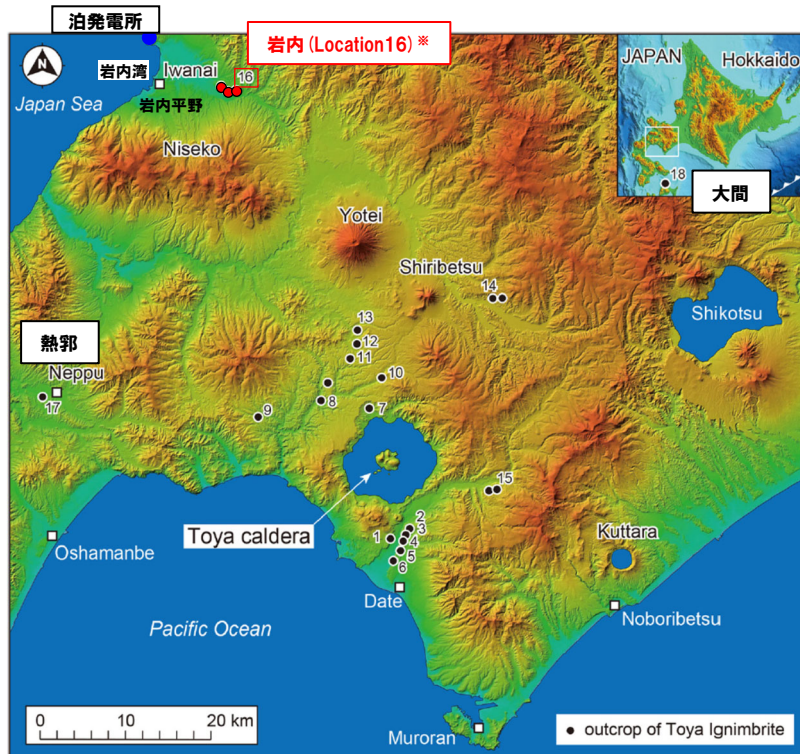 泊発電所
岩内 (Location16) ※
岩内湾
Iwanai
16
Japan Sea
岩内平野
Niseko
JAPAN
Hokkaido
18
大間
Yotei
Shiribetsu
14
Shikotsu
13
12
11
10
熱郛
Neppu
17
9
8
7
15
Toya caldera
2
3
1
4
5
6
Kuttara
Oshamanbe
Date
Noboribetsu
Pacific Ocean
0 10 20 km
Muroran
outcrop of Toya Ignimbrite
N